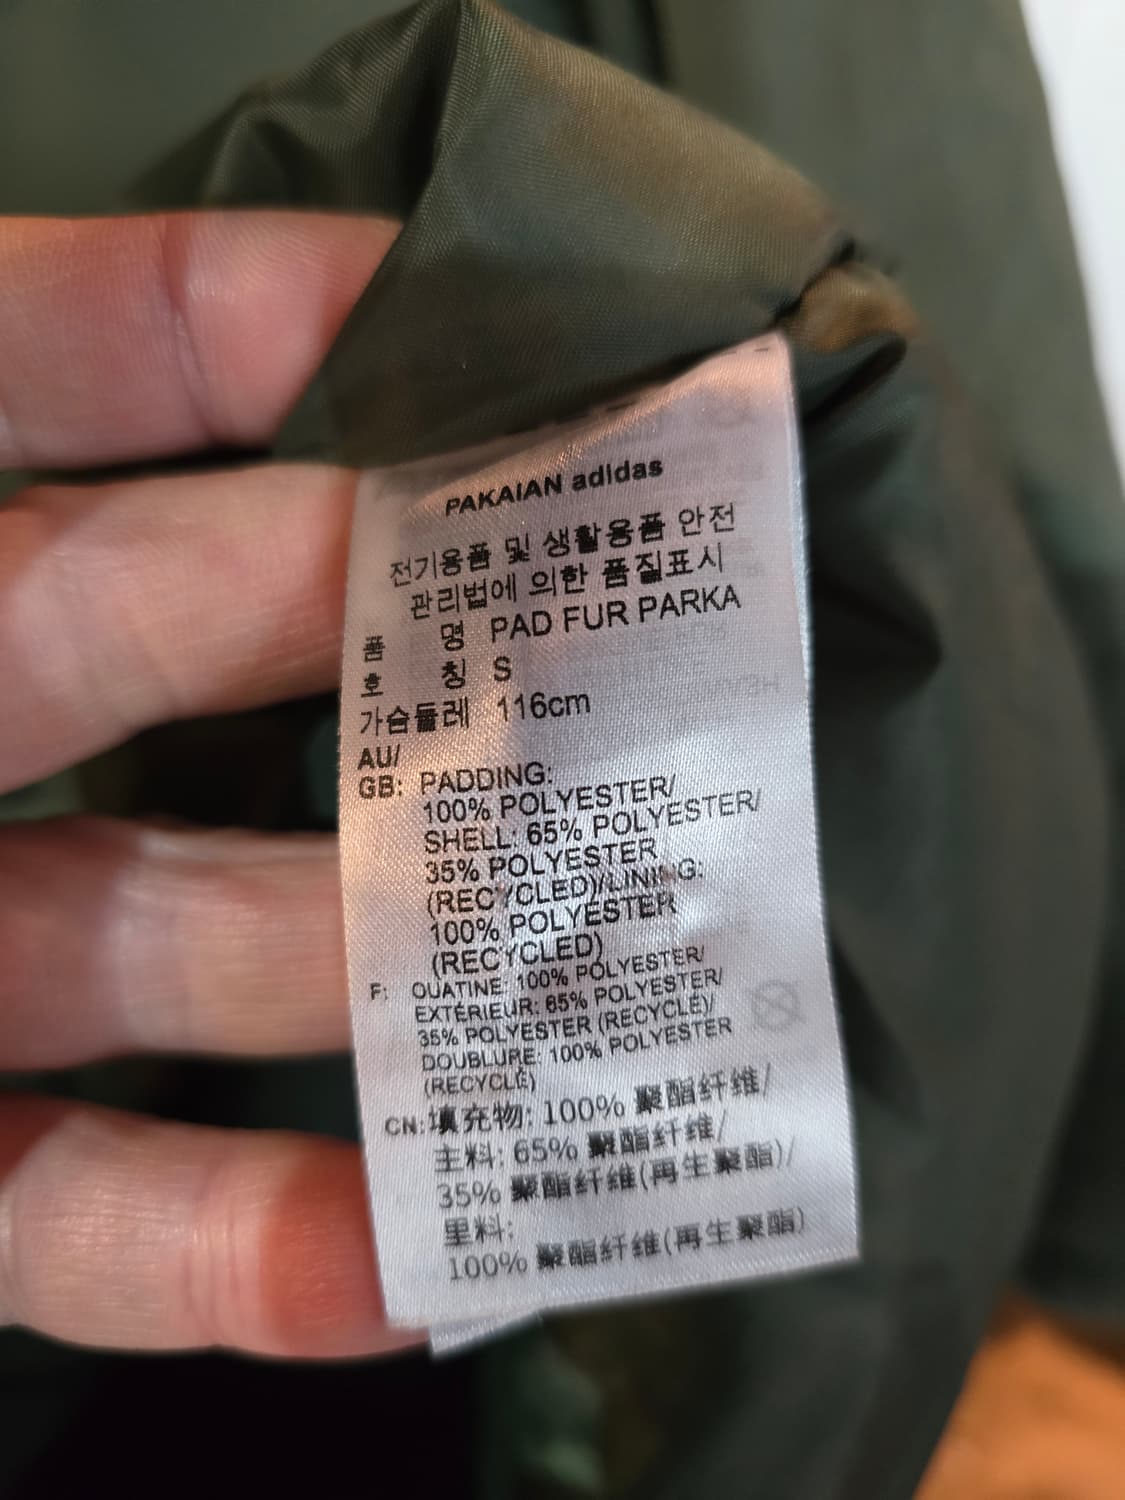 PAKAIAN adidas
전기용품 및 생활용품 안전
관리법에 의한 품질표시
품 명 PAD FUR PARKA
호 칭 S
가슴둘레 116cm
AU/
GB: PADDING:
100% POLYESTER/
SHELL: 65% POLYESTER/
35% POLYESTER
(RECYCLED)/LINING:
100% POLYESTER
(RECYCLED)
F: OUATINE: 100% POLYESTER/
EXTÉRIEUR: 65% POLYESTER/
35% POLYESTER (RECYCLÉ)/
DOUBLURE: 100% POLYESTER
(RECYCLÉ)
CN: 填充物: 100% 聚酯纤维/
主料: 65% 聚酯纤维/
35% 聚酯纤维(再生聚酯)/
里料:
100% 聚酯纤维(再生聚酯)